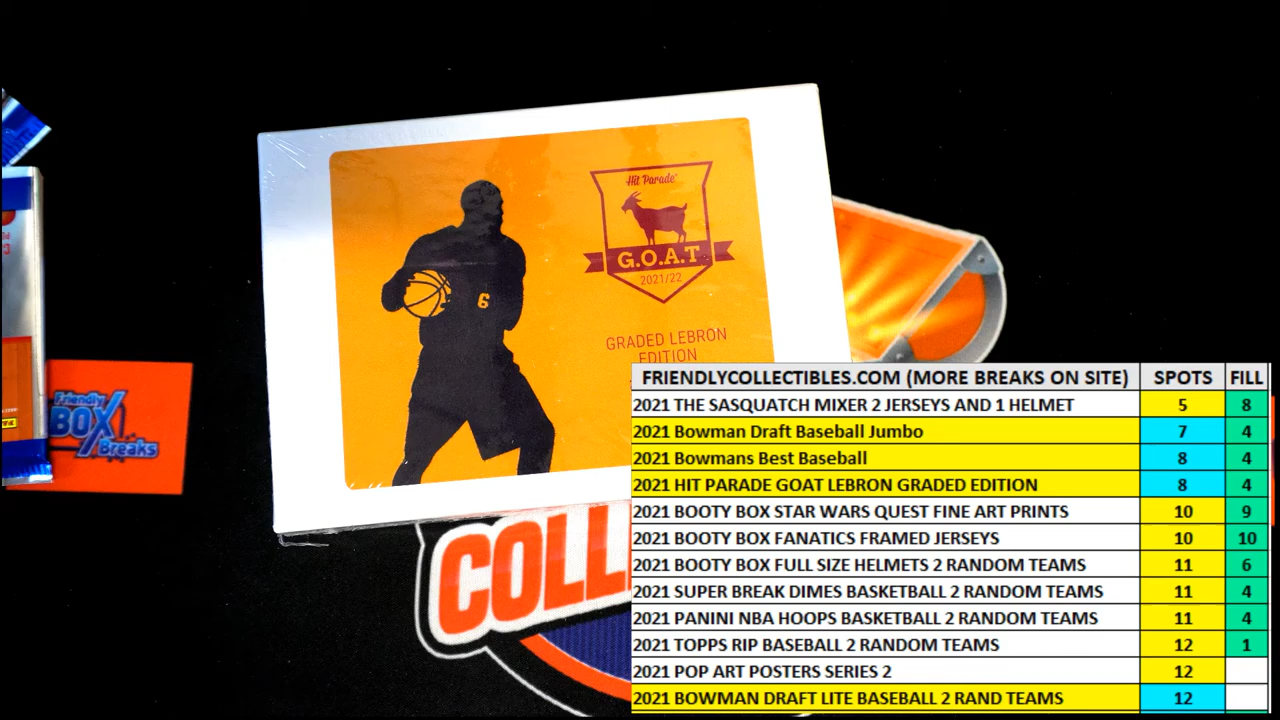 Hit Parade
G.O.A.T
2021/22
6
GRADED LEBRON
EDITION
Friendly
BOX
Breaks
COLL
FRIENDLYCOLLECTIBLES.COM (MORE BREAKS ON SITE) SPOTS FILL
2021 THE SASQUATCH MIXER 2 JERSEYS AND 1 HELMET 5 8
2021 Bowman Draft Baseball Jumbo 7 4
2021 Bowmans Best Baseball 8 4
2021 HIT PARADE GOAT LEBRON GRADED EDITION 8 4
2021 BOOTY BOX STAR WARS QUEST FINE ART PRINTS 10 9
2021 BOOTY BOX FANATICS FRAMED JERSEYS 10 10
2021 BOOTY BOX FULL SIZE HELMETS 2 RANDOM TEAMS 11 6
2021 SUPER BREAK DIMES BASKETBALL 2 RANDOM TEAMS 11 4
2021 PANINI NBA HOOPS BASKETBALL 2 RANDOM TEAMS 11 4
2021 TOPPS RIP BASEBALL 2 RANDOM TEAMS 12 1
2021 POP ART POSTERS SERIES 2 12
2021 BOWMAN DRAFT LITE BASEBALL 2 RAND TEAMS 12